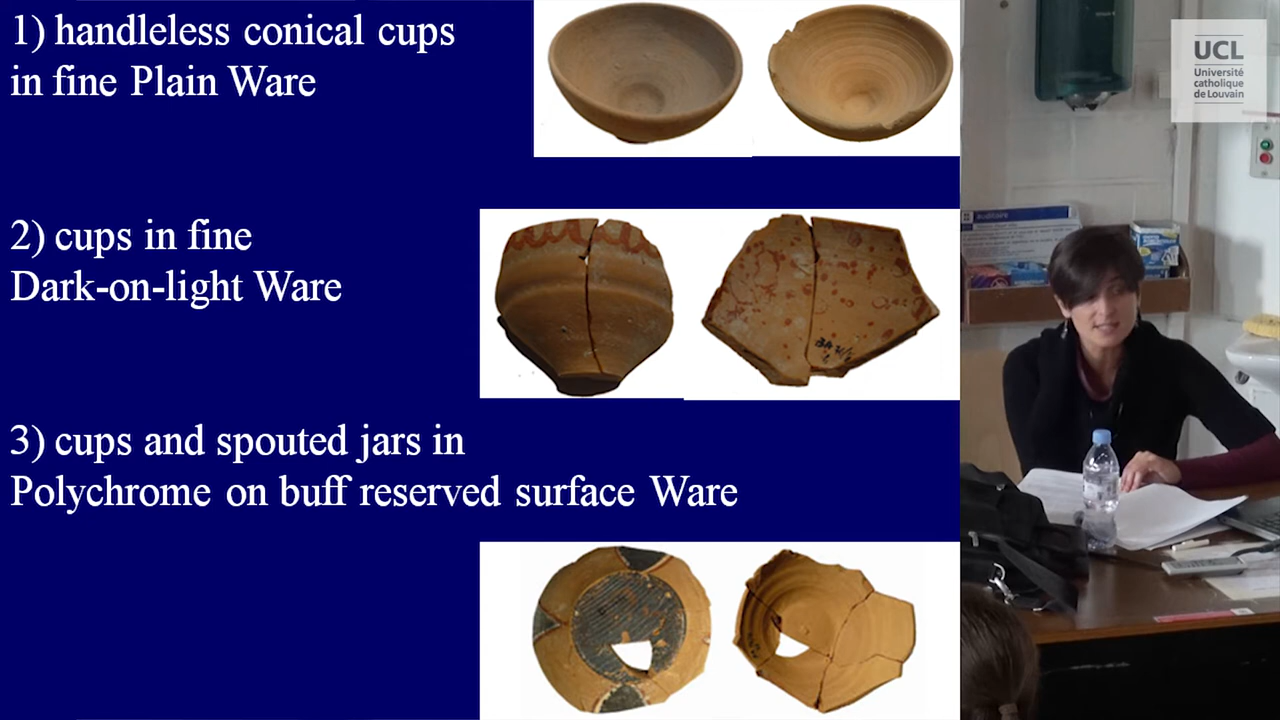 1) handleless conical cups
in fine Plain Ware
2) cups in fine
Dark-on-light Ware
3) cups and spouted jars in
Polychrome on buff reserved surface Ware
UCL
Université
catholique
de Louvain
auditoire